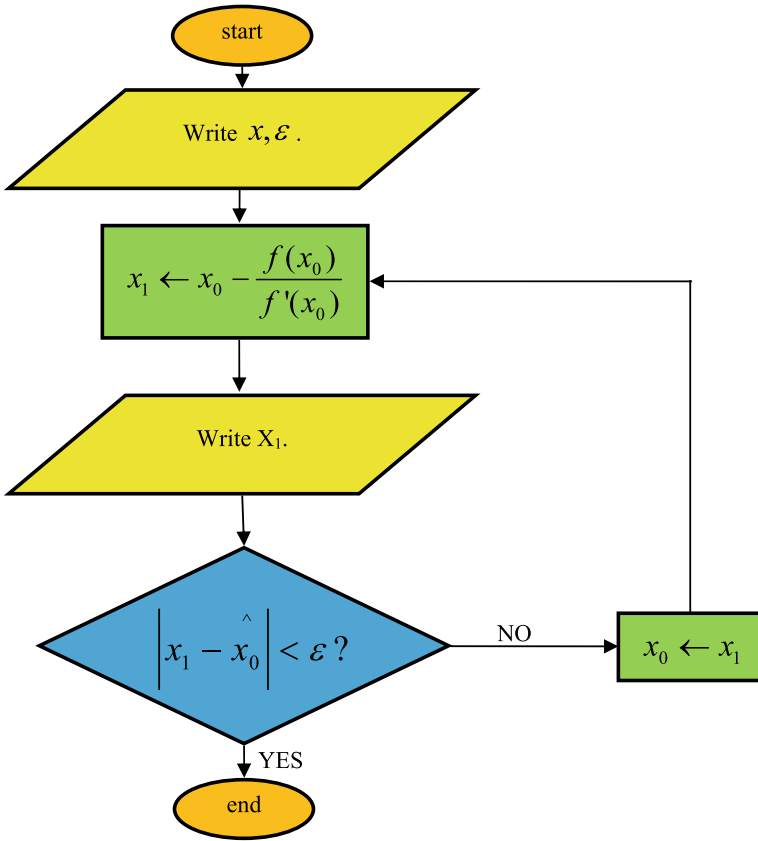 start
Write x, ε .
x₁ ← x₀ − f(x₀) / f'(x₀)
Write X₁.
|x₁ − x̂₀| < ε ?
NO
x₀ ← x₁
YES
end